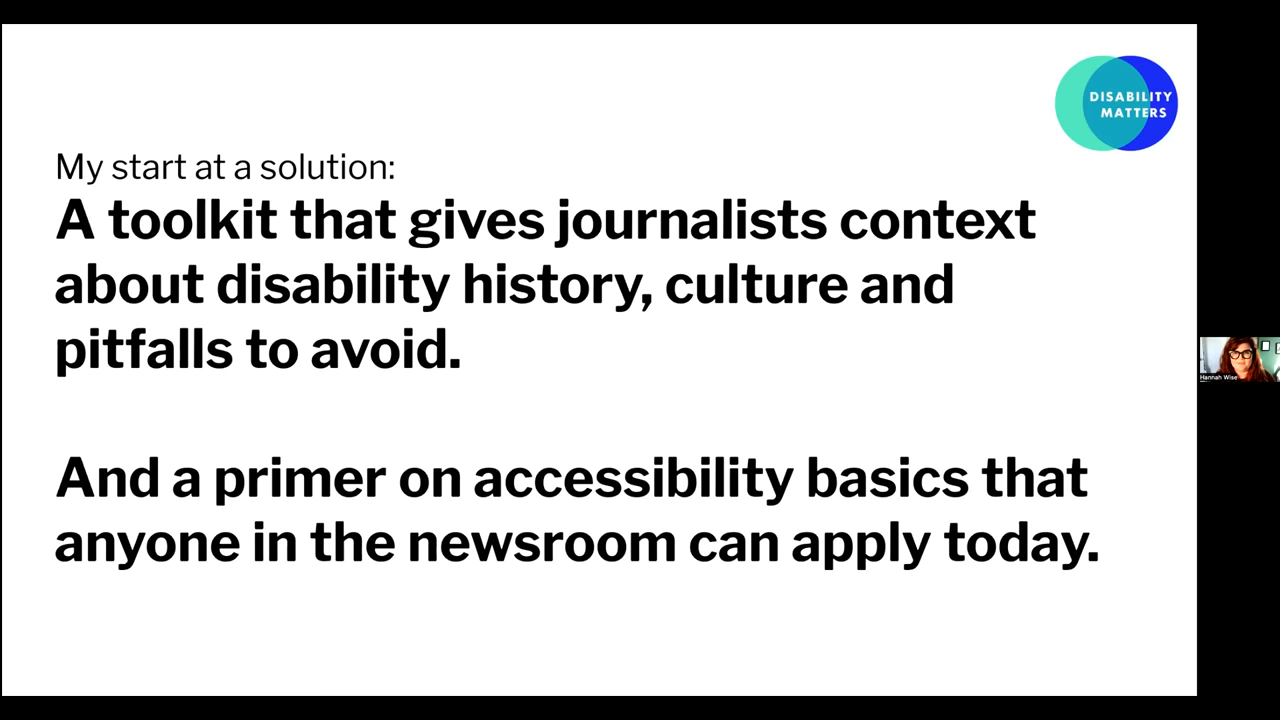 DISABILITY
MATTERS
My start at a solution:
A toolkit that gives journalists context
about disability history, culture and
pitfalls to avoid.
And a primer on accessibility basics that
anyone in the newsroom can apply today.
Hannah Wise